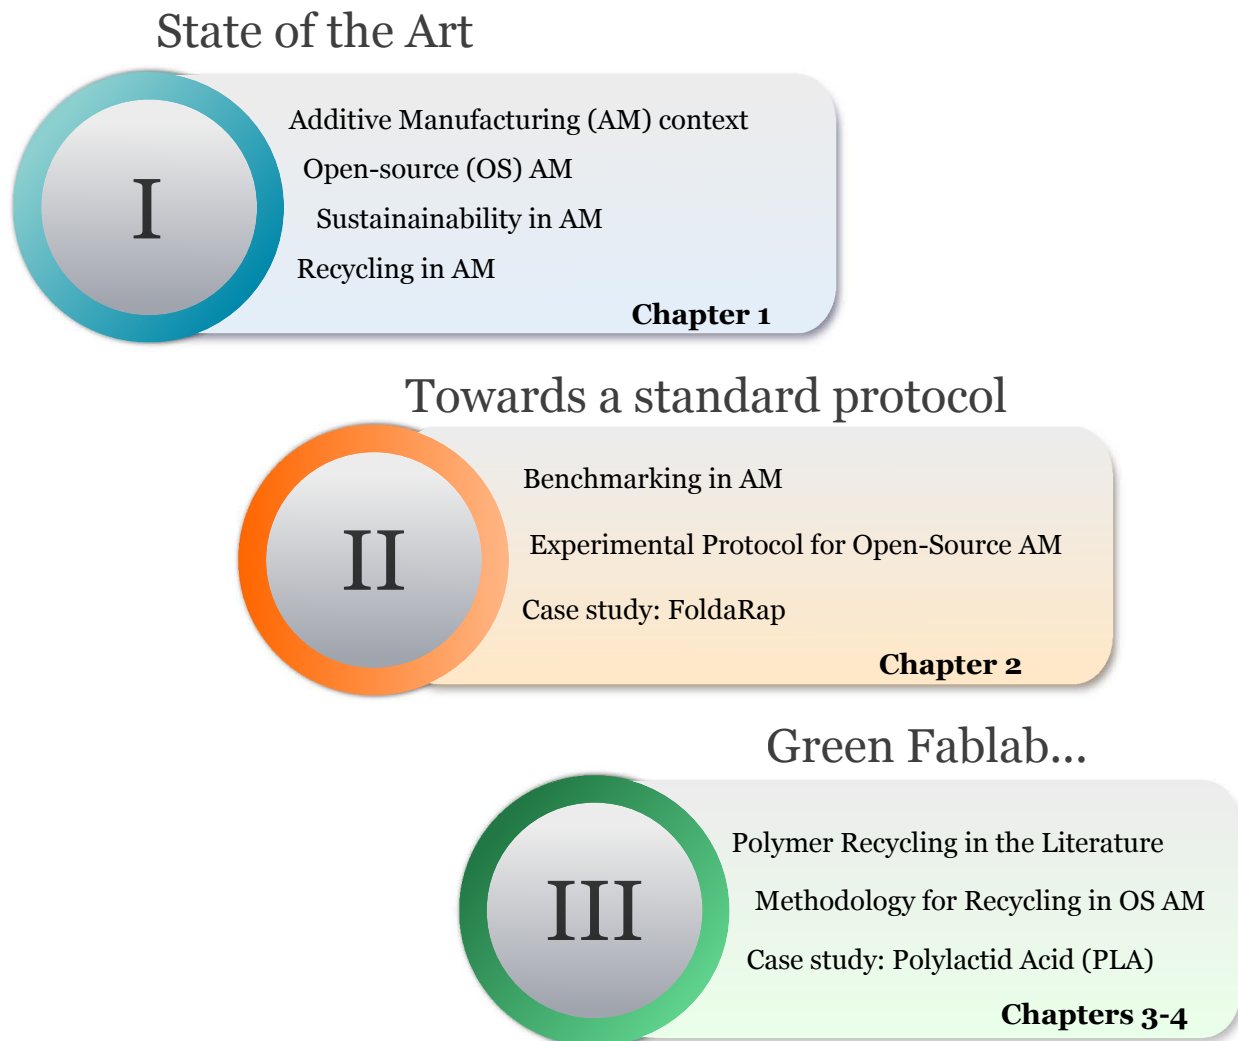 State of the Art
I
Additive Manufacturing (AM) context
Open-source (OS) AM
Sustainainability in AM
Recycling in AM
Chapter 1
Towards a standard protocol
II
Benchmarking in AM
Experimental Protocol for Open-Source AM
Case study: FoldaRap
Chapter 2
Green Fablab...
III
Polymer Recycling in the Literature
Methodology for Recycling in OS AM
Case study: Polylactid Acid (PLA)
Chapters 3-4